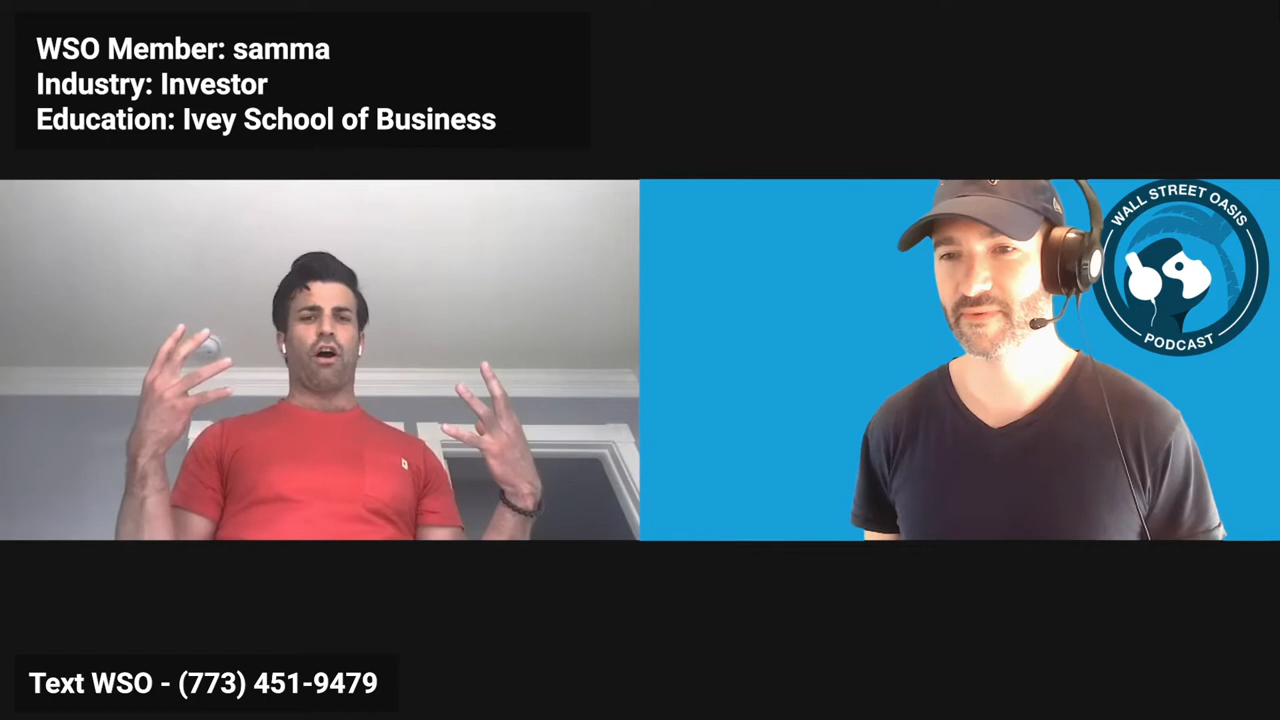 WSO Member: samma
Industry: Investor
Education: Ivey School of Business
WALL STREET OASIS
PODCAST
Text WSO - (773) 451-9479